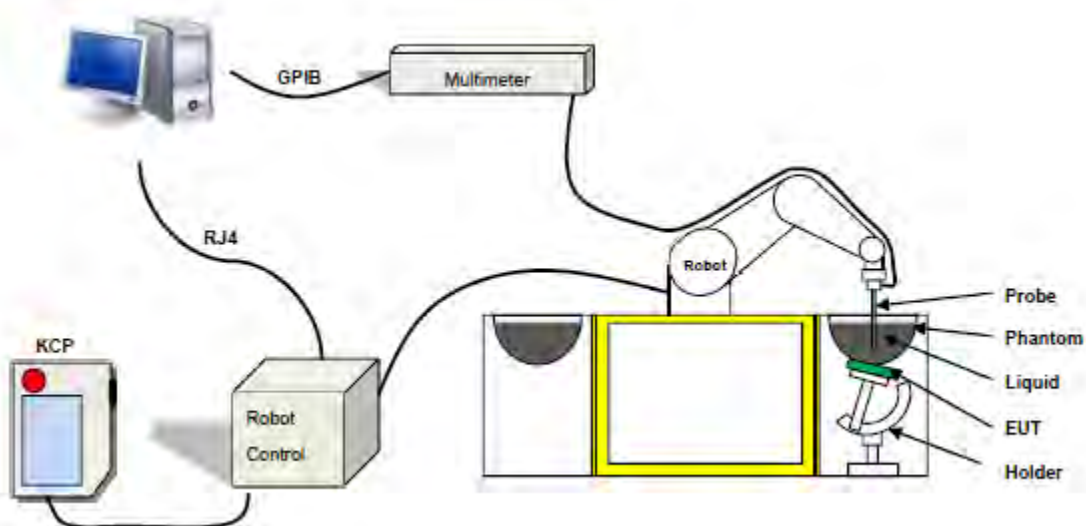 GPIB
Multimeter
RJ4
Robot
Probe
Phantom
KCP
Liquid
Robot
Control
EUT
Holder